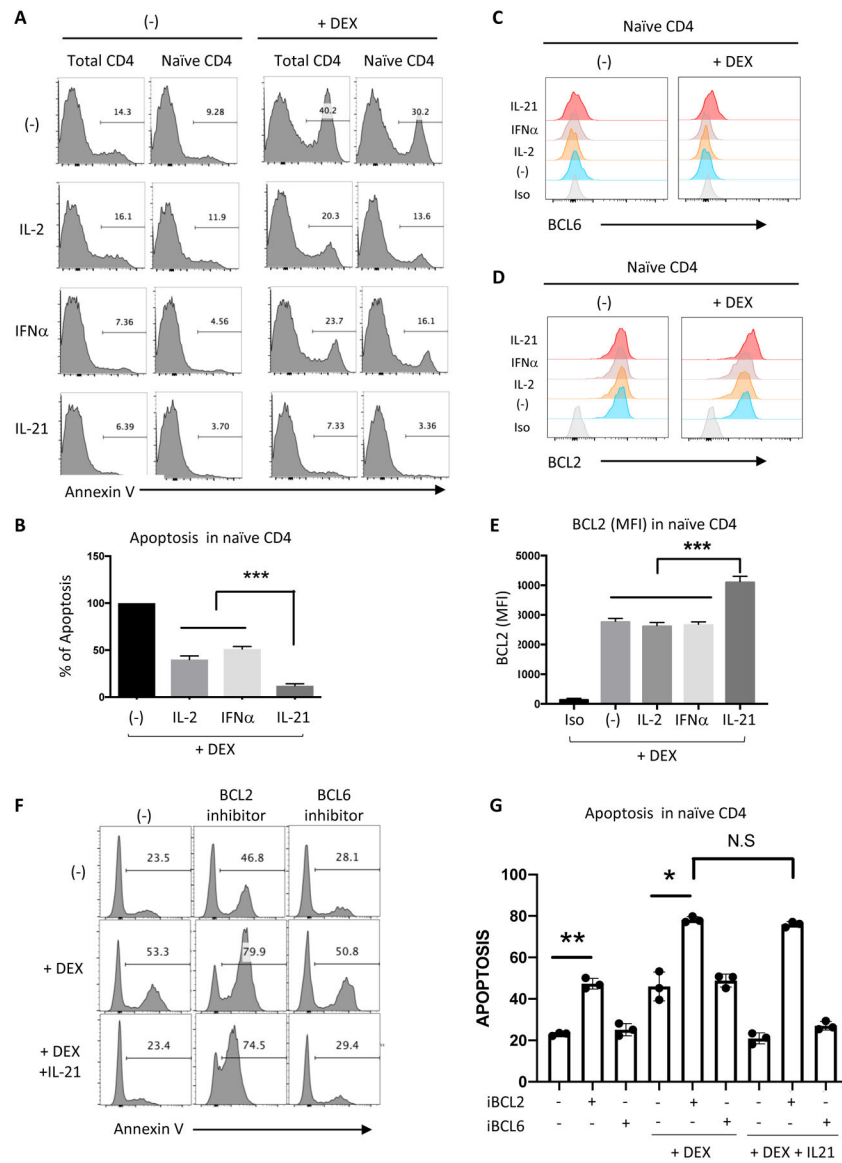 A
(-)
+ DEX
Total CD4
Naïve CD4
Total CD4
Naïve CD4
(-)
14.3
9.28
40.2
30.2
IL-2
16.1
11.9
20.3
13.6
IFNα
7.36
4.56
23.7
16.1
IL-21
6.39
3.70
7.33
3.36
Annexin V
B
Apoptosis in naïve CD4
% of Apoptosis
150
100
50
0
***
(-)
IL-2
IFNα
IL-21
+ DEX
C
Naïve CD4
(-)
+ DEX
IL-21
IFNα
IL-2
(-)
Iso
BCL6
D
Naïve CD4
(-)
+ DEX
IL-21
IFNα
IL-2
(-)
Iso
BCL2
E
BCL2 (MFI) in naïve CD4
BCL2 (MFI)
5000
4000
3000
2000
1000
0
***
Iso
(-)
IL-2
IFNα
IL-21
+ DEX
F
(-)
BCL2
inhibitor
BCL6
inhibitor
(-)
23.5
46.8
28.1
+ DEX
53.3
79.9
50.8
+ DEX
+IL-21
23.4
74.5
29.4
Annexin V
G
Apoptosis in naïve CD4
N.S
*
**
APOPTOSIS
100
80
60
40
20
0
iBCL2 - + - - + - - + -
iBCL6 - - + - - + - - +
+ DEX
+ DEX + IL21